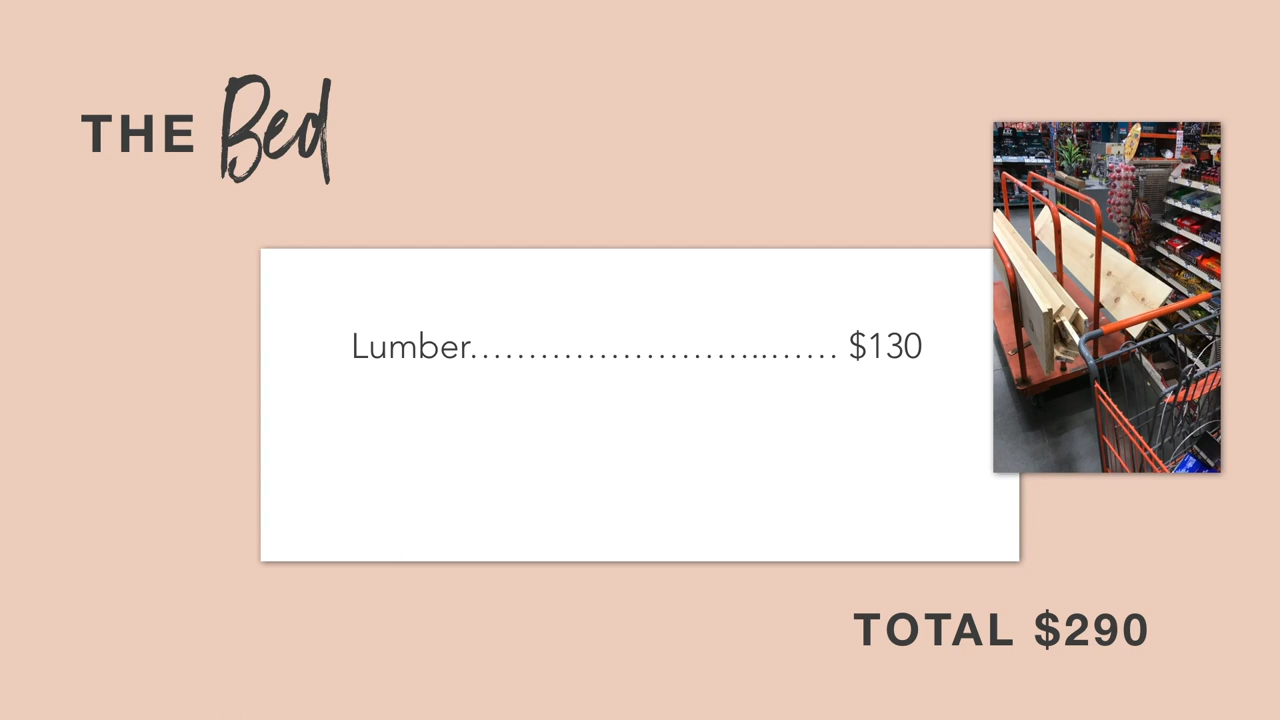 THE Bed
Lumber…………………….……. $130
TOTAL $290